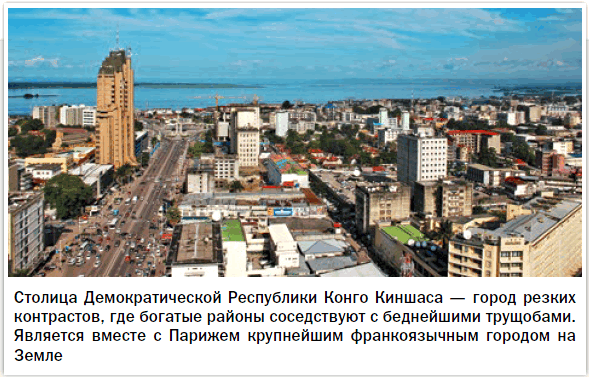 Столица Демократической Республики Конго Киншаса — город резких
контрастов, где богатые районы соседствуют с беднейшими трущобами.
Является вместе с Парижем крупнейшим франкоязычным городом на
Земле